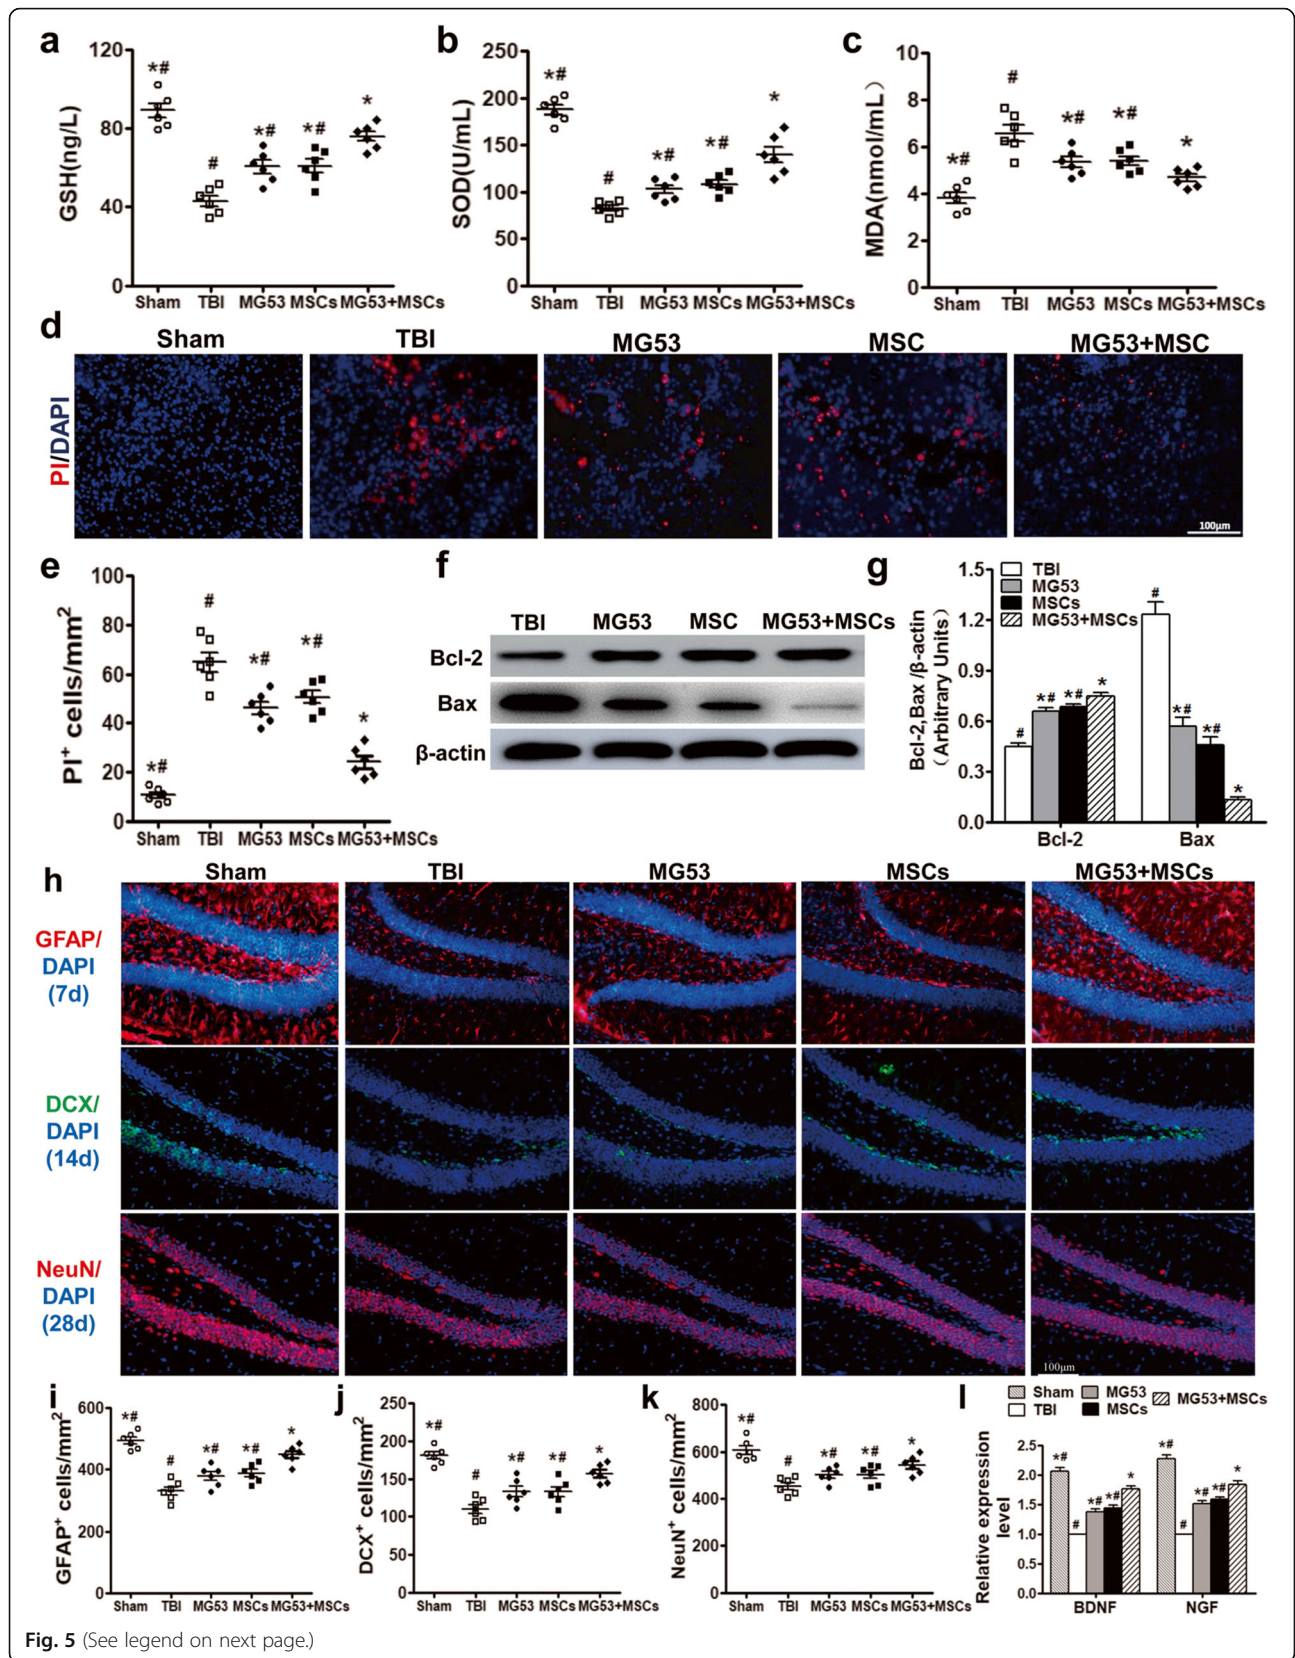 a
GSH(ng/L)
120
80
40
0
*#
#
*#
*#
*
Sham TBI MG53 MSCs MG53+MSCs
b
SOD(U/mL)
250
200
150
100
50
0
*#
#
*#
*#
*
Sham TBI MG53 MSCs MG53+MSCs
c
MDA(nmol/mL)
10
8
6
4
2
0
*#
#
*#
*#
*
Sham TBI MG53 MSCs MG53+MSCs
d
Sham TBI MG53 MSC MG53+MSC
PI/DAPI
100μm
e
PI⁺ cells/mm²
100
80
60
40
20
0
*#
#
*#
*#
*
Sham TBI MG53 MSCs MG53+MSCs
f
TBI MG53 MSC MG53+MSCs
Bcl-2
Bax
β-actin
g
Bcl-2,Bax /β-actin
(Arbitrary Units)
1.5
1.2
0.9
0.6
0.3
0.0
TBI
MG53
MSCs
MG53+MSCs
# *# *# *
# *# *# *
Bcl-2 Bax
h
Sham TBI MG53 MSCs MG53+MSCs
GFAP/
DAPI
(7d)
DCX/
DAPI
(14d)
NeuN/
DAPI
(28d)
100μm
i
GFAP⁺ cells/mm²
600
400
200
0
*#
#
*#
*#
*
Sham TBI MG53 MSCs MG53+MSCs
j
DCX⁺ cells/mm²
250
200
150
100
50
0
*#
#
*#
*#
*
Sham TBI MG53 MSCs MG53+MSCs
k
NeuN⁺ cells/mm²
800
600
400
200
0
*#
#
*#
*#
*
Sham TBI MG53 MSCs MG53+MSCs
l
Sham MG53 MG53+MSCs
TBI MSCs
Relative expression
level
2.5
2.0
1.5
1.0
0.5
0.0
*# # *# *# *
*# # *# *# *
BDNF NGF
Fig. 5 (See legend on next page.)